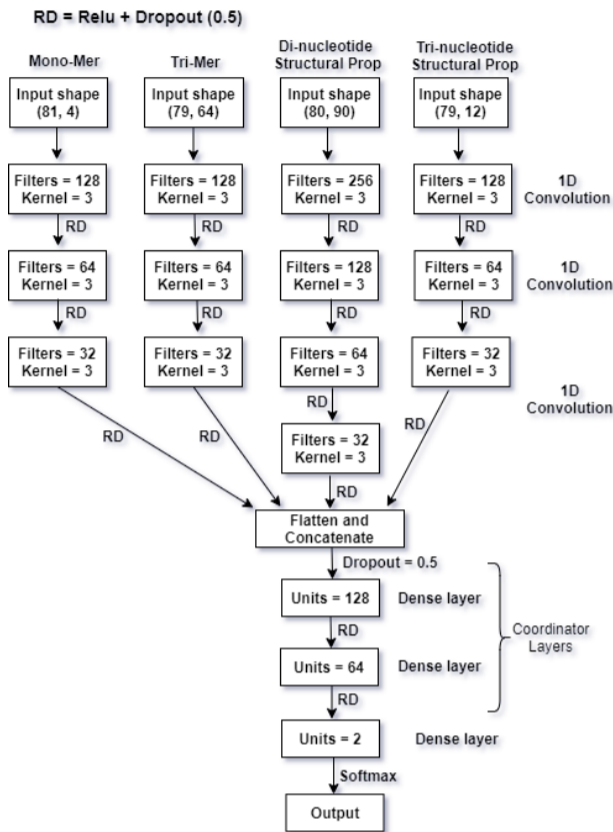 RD = Relu + Dropout (0.5)
Mono-Mer
Tri-Mer
Di-nucleotide
Structural Prop
Tri-nucleotide
Structural Prop
Input shape
(81, 4)
Input shape
(79, 64)
Input shape
(80, 90)
Input shape
(79, 12)
Filters = 128
Kernel = 3
Filters = 128
Kernel = 3
Filters = 256
Kernel = 3
Filters = 128
Kernel = 3
1D
Convolution
RD
RD
RD
RD
Filters = 64
Kernel = 3
Filters = 64
Kernel = 3
Filters = 128
Kernel = 3
Filters = 64
Kernel = 3
1D
Convolution
RD
RD
RD
RD
Filters = 32
Kernel = 3
Filters = 32
Kernel = 3
Filters = 64
Kernel = 3
Filters = 32
Kernel = 3
1D
Convolution
RD
RD
RD
RD
Filters = 32
Kernel = 3
RD
Flatten and
Concatenate
Dropout = 0.5
Units = 128
Dense layer
RD
Coordinator
Layers
Units = 64
Dense layer
RD
Units = 2
Dense layer
Softmax
Output